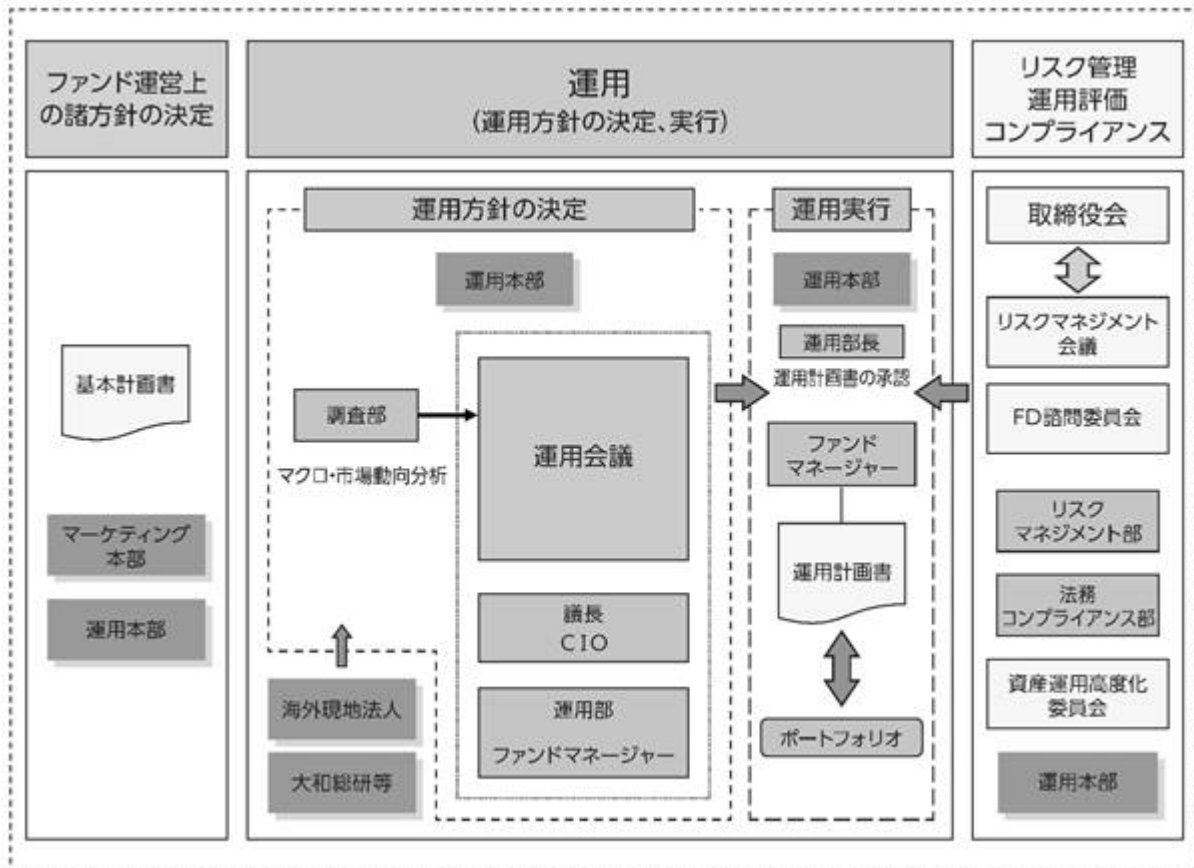 ファンド運営上
の諸方針の決定
運用
(運用方針の決定、実行)
リスク管理
運用評価
コンプライアンス
基本計画書
マーケティング
本部
運用本部
運用方針の決定
運用本部
調査部
マクロ・市場動向分析
運用会議
議長
CIO
運用部
ファンドマネージャー
海外現地法人
大和総研等
運用実行
運用本部
運用部長
運用計画書の承認
ファンド
マネージャー
運用計画書
ポートフォリオ
取締役会
リスクマネジメント
会議
FD諮問委員会
リスク
マネジメント部
法務
コンプライアンス部
資産運用高度化
委員会
運用本部